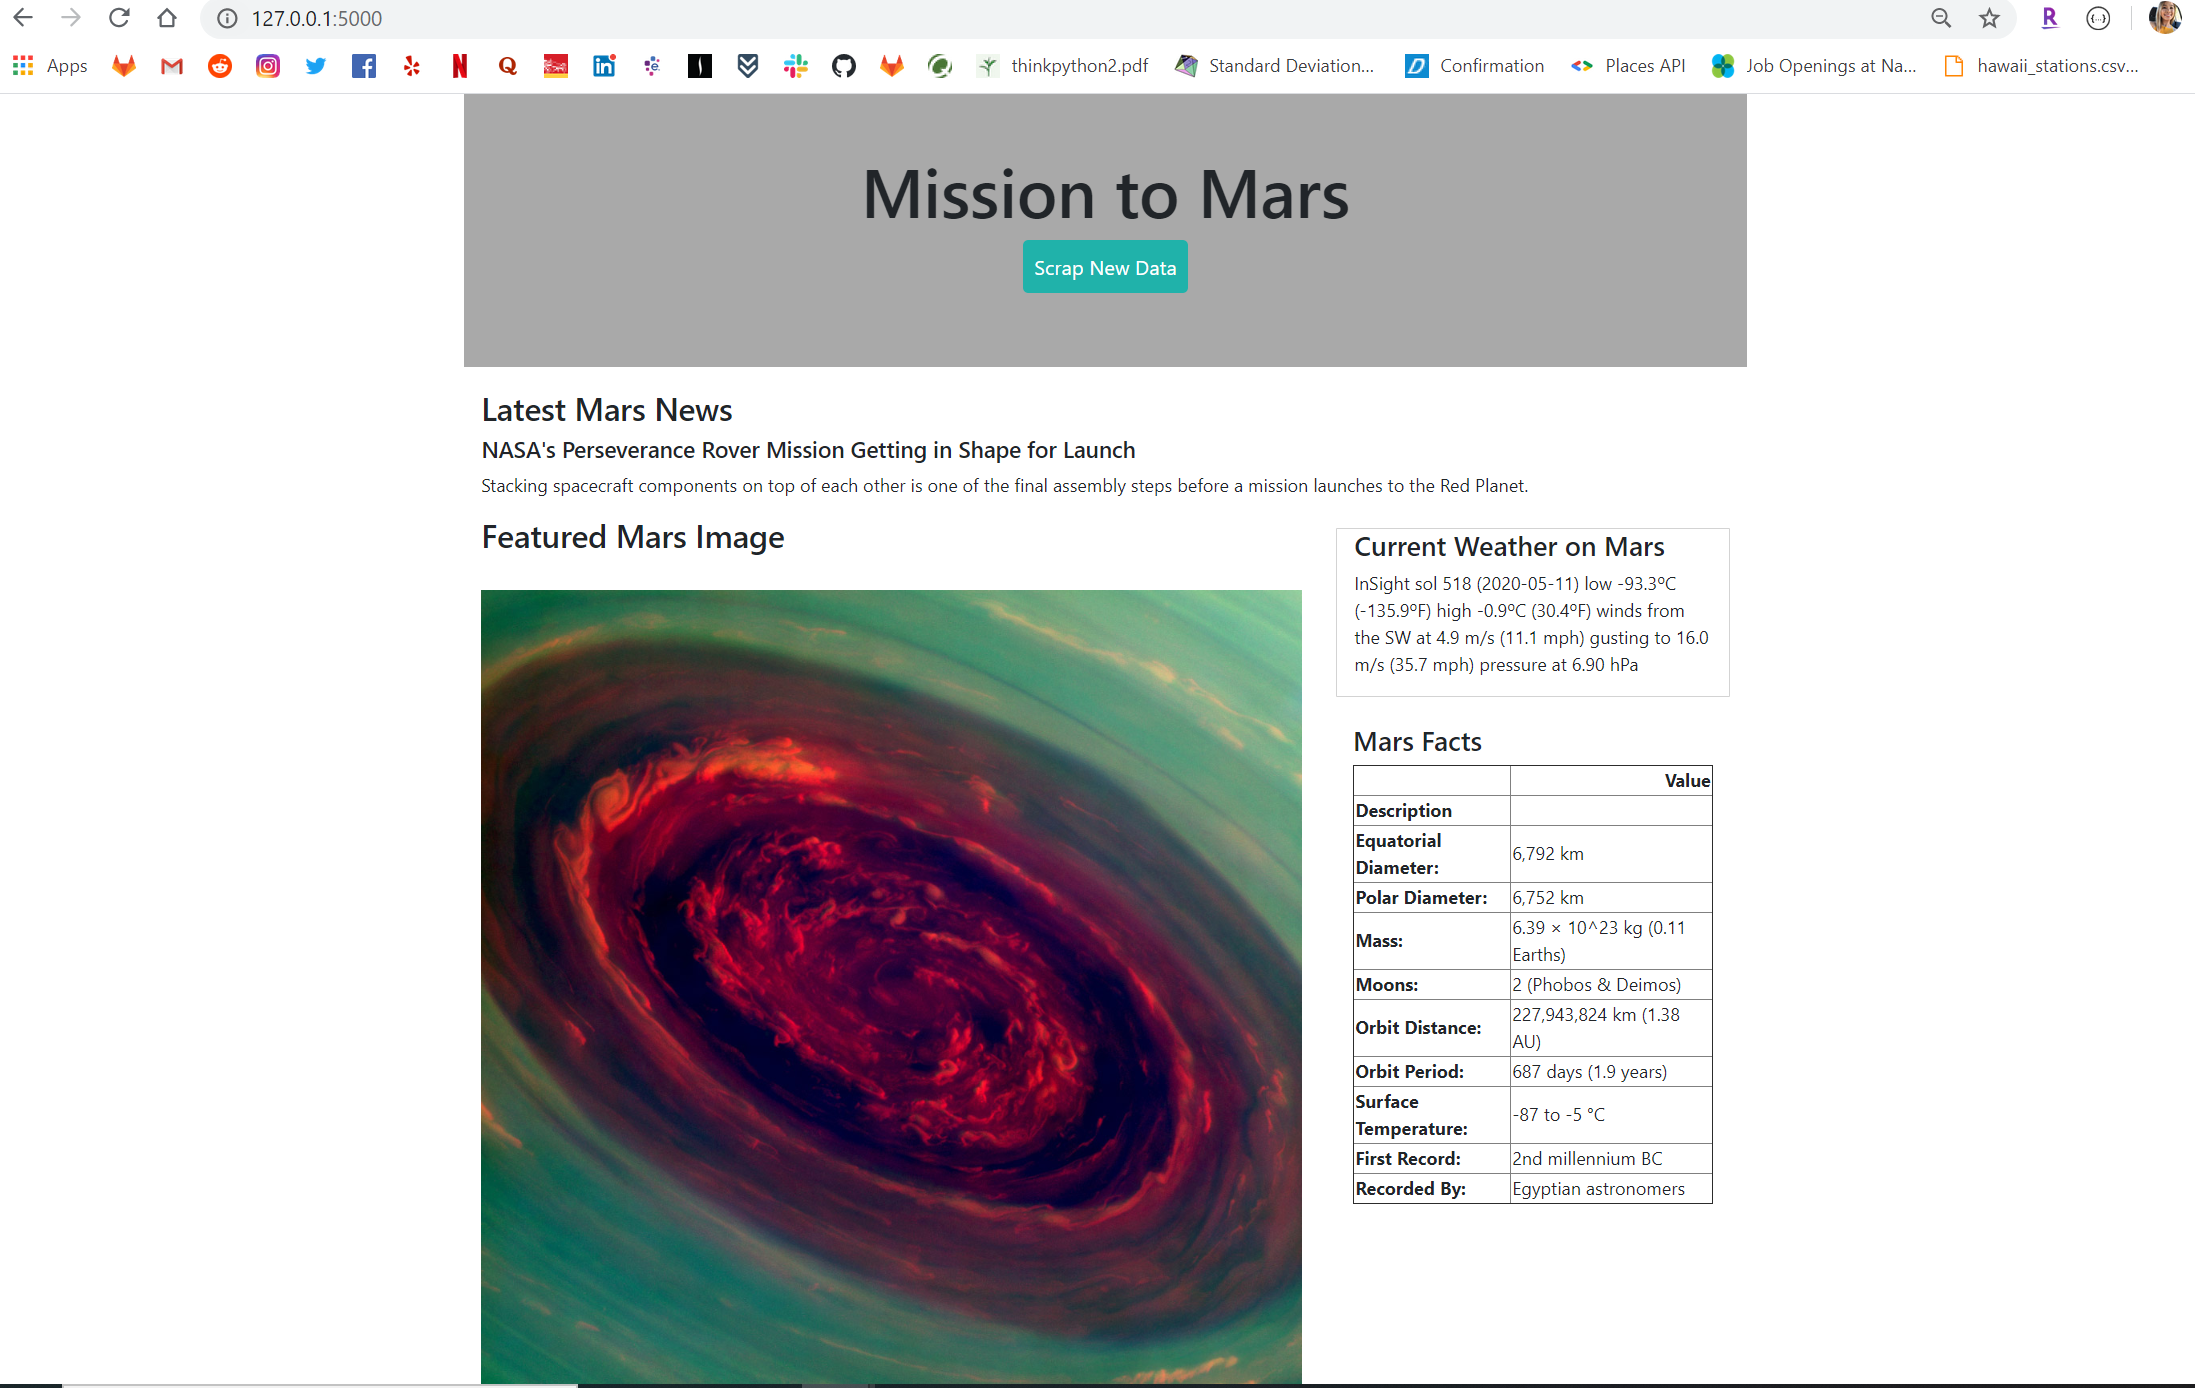 127.0.0.1:5000
Apps
thinkpython2.pdf
Standard Deviation...
Confirmation
Places API
Job Openings at Na...
hawaii_stations.csv...
Mission to Mars
Scrap New Data
Latest Mars News
NASA's Perseverance Rover Mission Getting in Shape for Launch
Stacking spacecraft components on top of each other is one of the final assembly steps before a mission launches to the Red Planet.
Featured Mars Image
Current Weather on Mars
InSight sol 518 (2020-05-11) low -93.3ºC
(-135.9ºF) high -0.9ºC (30.4ºF) winds from
the SW at 4.9 m/s (11.1 mph) gusting to 16.0
m/s (35.7 mph) pressure at 6.90 hPa
Mars Facts
Value
Description
Equatorial
Diameter:
6,792 km
Polar Diameter:
6,752 km
Mass:
6.39 × 10^23 kg (0.11
Earths)
Moons:
2 (Phobos & Deimos)
Orbit Distance:
227,943,824 km (1.38
AU)
Orbit Period:
687 days (1.9 years)
Surface
Temperature:
-87 to -5 °C
First Record:
2nd millennium BC
Recorded By:
Egyptian astronomers